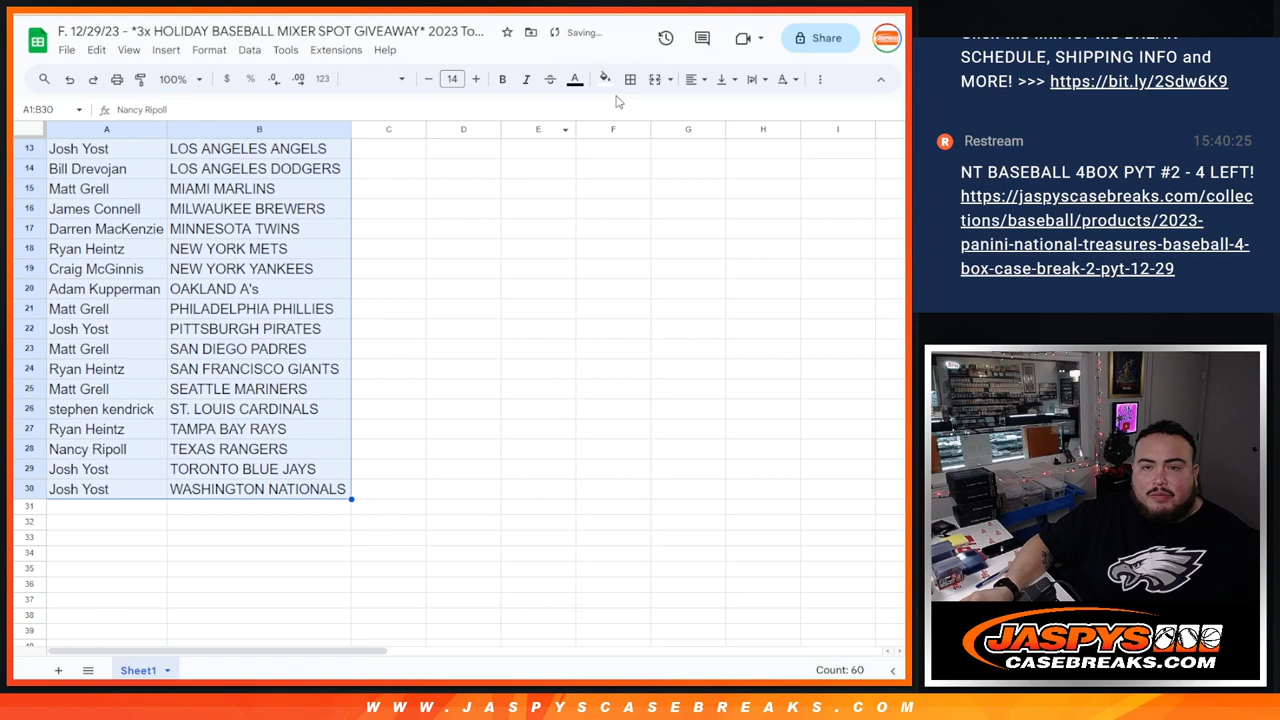 F. 12/29/23 - *3x HOLIDAY BASEBALL MIXER SPOT GIVEAWAY* 2023 To...
Saving...
File Edit View Insert Format Data Tools Extensions Help
Share
100% $ % .0 .00 123 14 B I A
A1:B30 fx Nancy Ripoll
A B C D E F G H I
13 Josh Yost LOS ANGELES ANGELS
14 Bill Drevojan LOS ANGELES DODGERS
15 Matt Grell MIAMI MARLINS
16 James Connell MILWAUKEE BREWERS
17 Darren MacKenzie MINNESOTA TWINS
18 Ryan Heintz NEW YORK METS
19 Craig McGinnis NEW YORK YANKEES
20 Adam Kupperman OAKLAND A's
21 Matt Grell PHILADELPHIA PHILLIES
22 Josh Yost PITTSBURGH PIRATES
23 Matt Grell SAN DIEGO PADRES
24 Ryan Heintz SAN FRANCISCO GIANTS
25 Matt Grell SEATTLE MARINERS
26 stephen kendrick ST. LOUIS CARDINALS
27 Ryan Heintz TAMPA BAY RAYS
28 Nancy Ripoll TEXAS RANGERS
29 Josh Yost TORONTO BLUE JAYS
30 Josh Yost WASHINGTON NATIONALS
31
32
33
34
35
36
37
38
39
Sheet1
Count: 60
SCHEDULE, SHIPPING INFO and
MORE! >>> https://bit.ly/2Sdw6K9
R Restream 15:40:25
NT BASEBALL 4BOX PYT #2 - 4 LEFT!
https://jaspyscasebreaks.com/collec
tions/baseball/products/2023-
panini-national-treasures-baseball-4-
box-case-break-2-pyt-12-29
JASPYS
CASEBREAKS.COM
WWW.JASPYSCASEBREAKS.COM